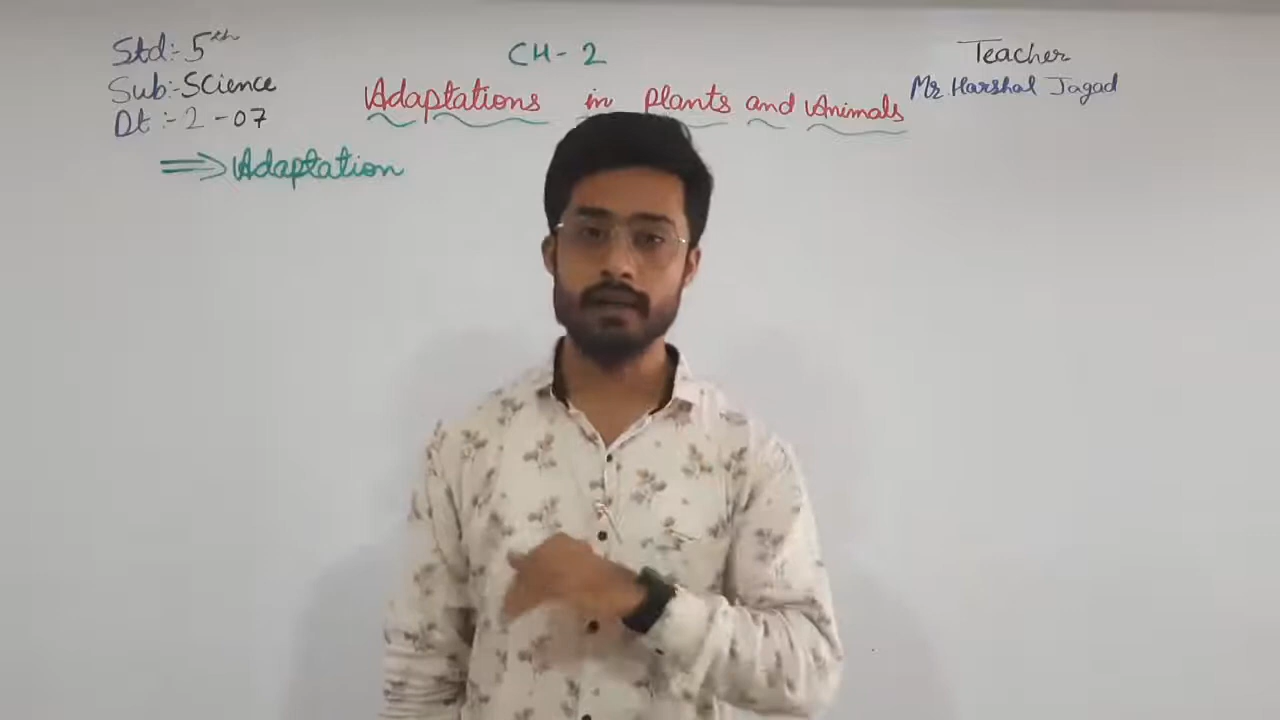 Std:- 5th
Sub:- Science
Dt :- 2 - 07
CH - 2
Adaptations in plants and Animals
Teacher
Mr. Harshal Jagad
⇒ Adaptation